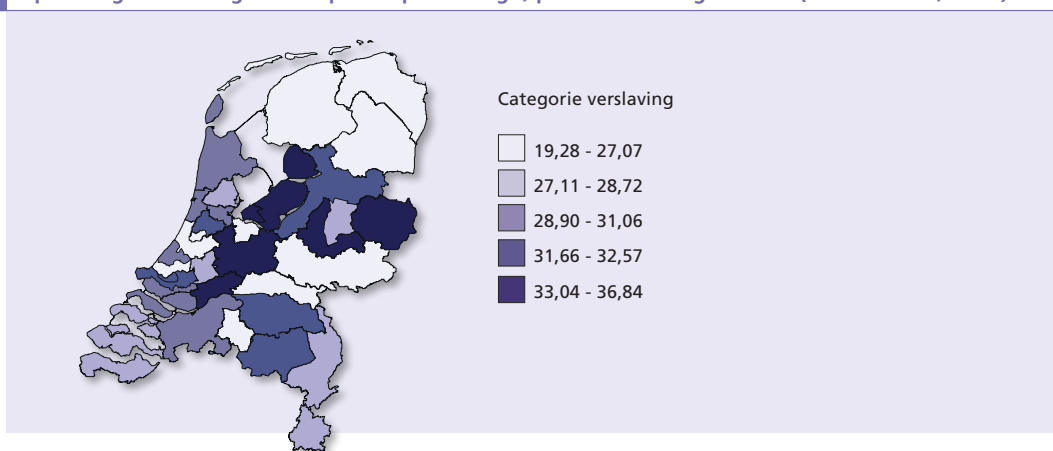 Categorie verslaving
19,28 - 27,07
27,11 - 28,72
28,90 - 31,06
31,66 - 32,57
33,04 - 36,84